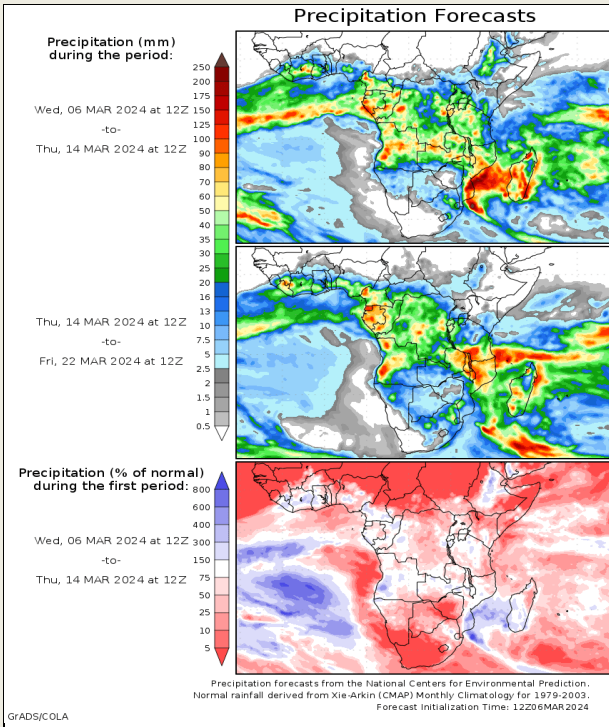 Precipitation Forecasts
Precipitation (mm)
during the period:
250
200
175
Wed, 06 MAR 2024 at 12Z 150
125
-to-
100
Thu, 14 MAR 2024 at 12Z 90
80
70
60
50
40
35
30
25
20
16
Thu, 14 MAR 2024 at 12Z 13
10
-to-
7.5
Fri, 22 MAR 2024 at 12Z 5
2.5
2
1.5
1
0.5
Precipitation (% of normal)
during the first period:
800
600
400
Wed, 06 MAR 2024 at 12Z 300
150
-to-
75
Thu, 14 MAR 2024 at 12Z 50
25
10
5
Precipitation forecasts from the National Centers for Environmental Prediction.
Normal rainfall derived from Xie-Arkin (CMAP) Monthly Climatology for 1979-2003.
Forecast Initialization Time: 12Z06MAR2024
GrADS/COLA